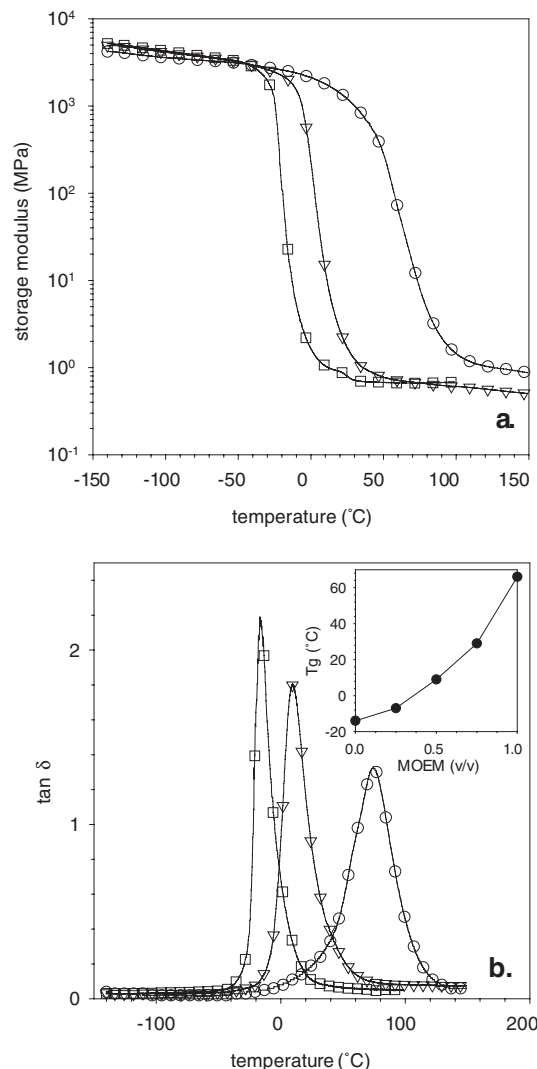 10^4
10^3
10^2
10^1
10^0
10^-1
storage modulus (MPa)
-150 -100 -50 0 50 100 150
temperature (˚C)
a.
2
1
0
tan δ
-100 0 100 200
temperature (˚C)
b.
60
40
20
0
-20
Tg (˚C)
0.0 0.5 1.0
MOEM (v/v)